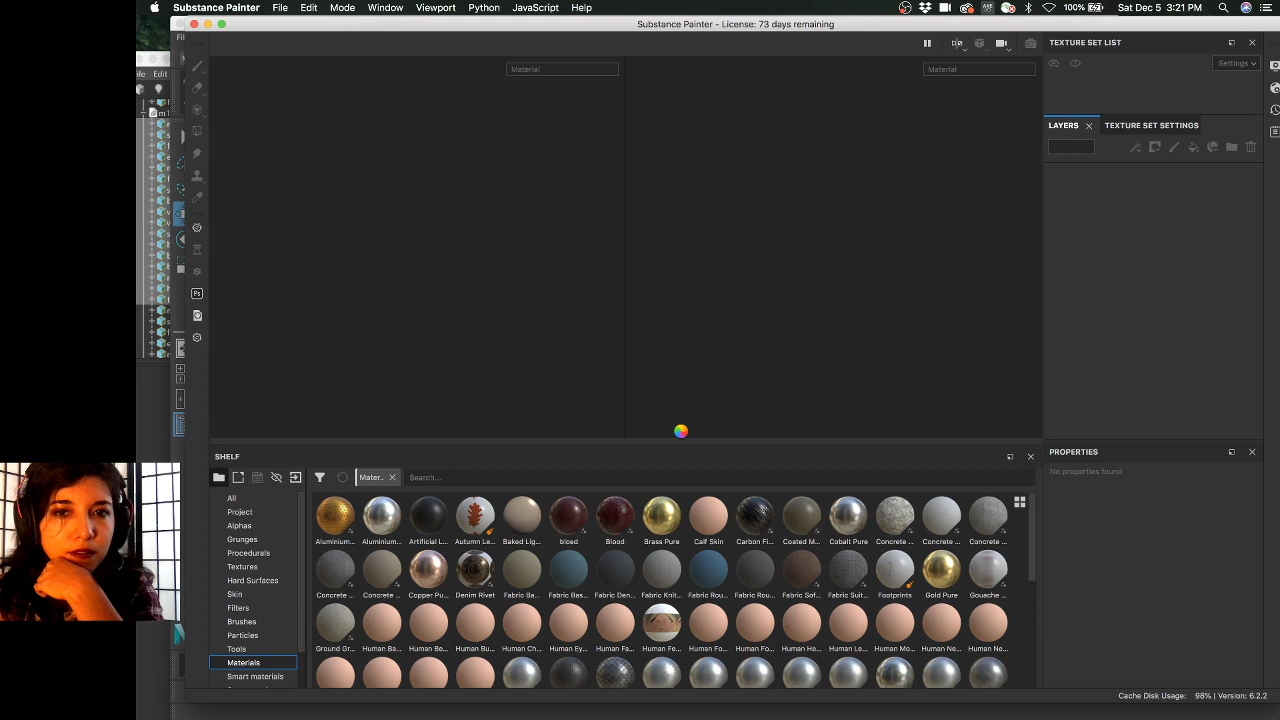 Substance Painter File Edit Mode Window Viewport Python JavaScript Help 100% Sat Dec 5 3:21 PM
Substance Painter - License: 73 days remaining
Edit
Material
Material
TEXTURE SET LIST
Settings
LAYERS TEXTURE SET SETTINGS
Ps
SHELF
PROPERTIES
No properties found
Mater... Search...
All
Project
Alphas
Grunges
Procedurals
Textures
Hard Surfaces
Skin
Filters
Brushes
Particles
Tools
Materials
Smart materials
Aluminium... Aluminium... Artificial L... Autumn Le... Baked Lig... bloed Blood Brass Pure Calf Skin Carbon Fi... Coated M... Cobalt Pure Concrete ... Concrete ... Concrete ...
Concrete ... Concrete ... Copper Pu... Denim Rivet Fabric Ba... Fabric Bas... Fabric Den... Fabric Knit... Fabric Rou... Fabric Rou... Fabric Sof... Fabric Suit... Footprints Gold Pure Gouache ...
Ground Gr... Human Ba... Human Be... Human Bu... Human Ch... Human Ey... Human Fa... Human Fe... Human Fo... Human Fo... Human He... Human Le... Human Mo... Human Ne... Human Ne...
Cache Disk Usage: 98% | Version: 6.2.2